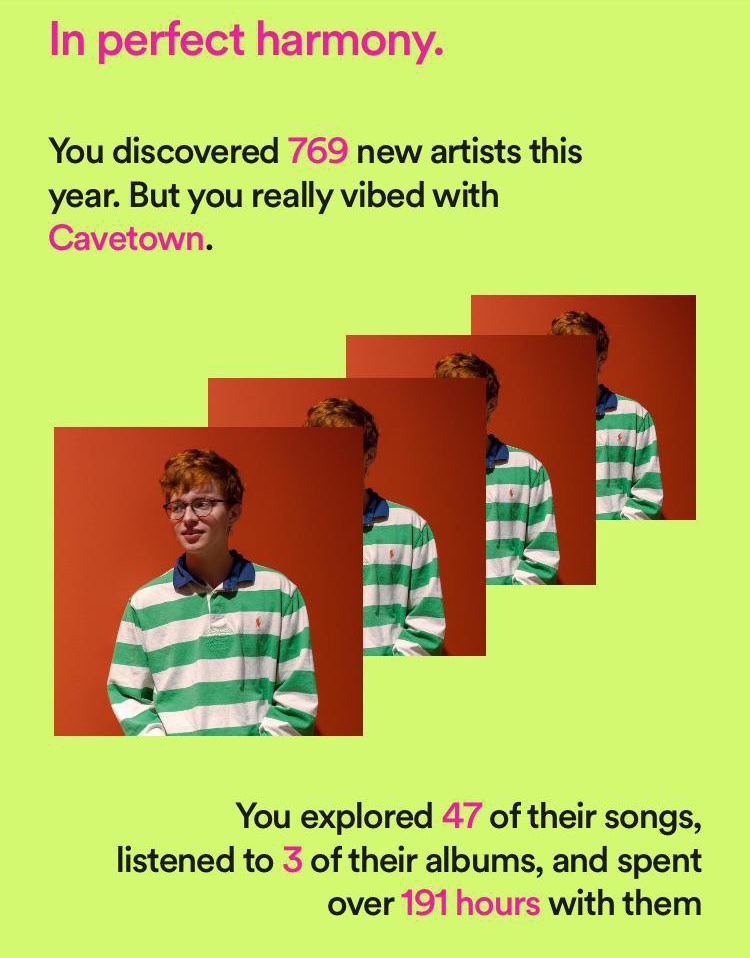 In perfect harmony.
You discovered 769 new artists this
year. But you really vibed with
Cavetown.
You explored 47 of their songs,
listened to 3 of their albums, and spent
over 191 hours with them